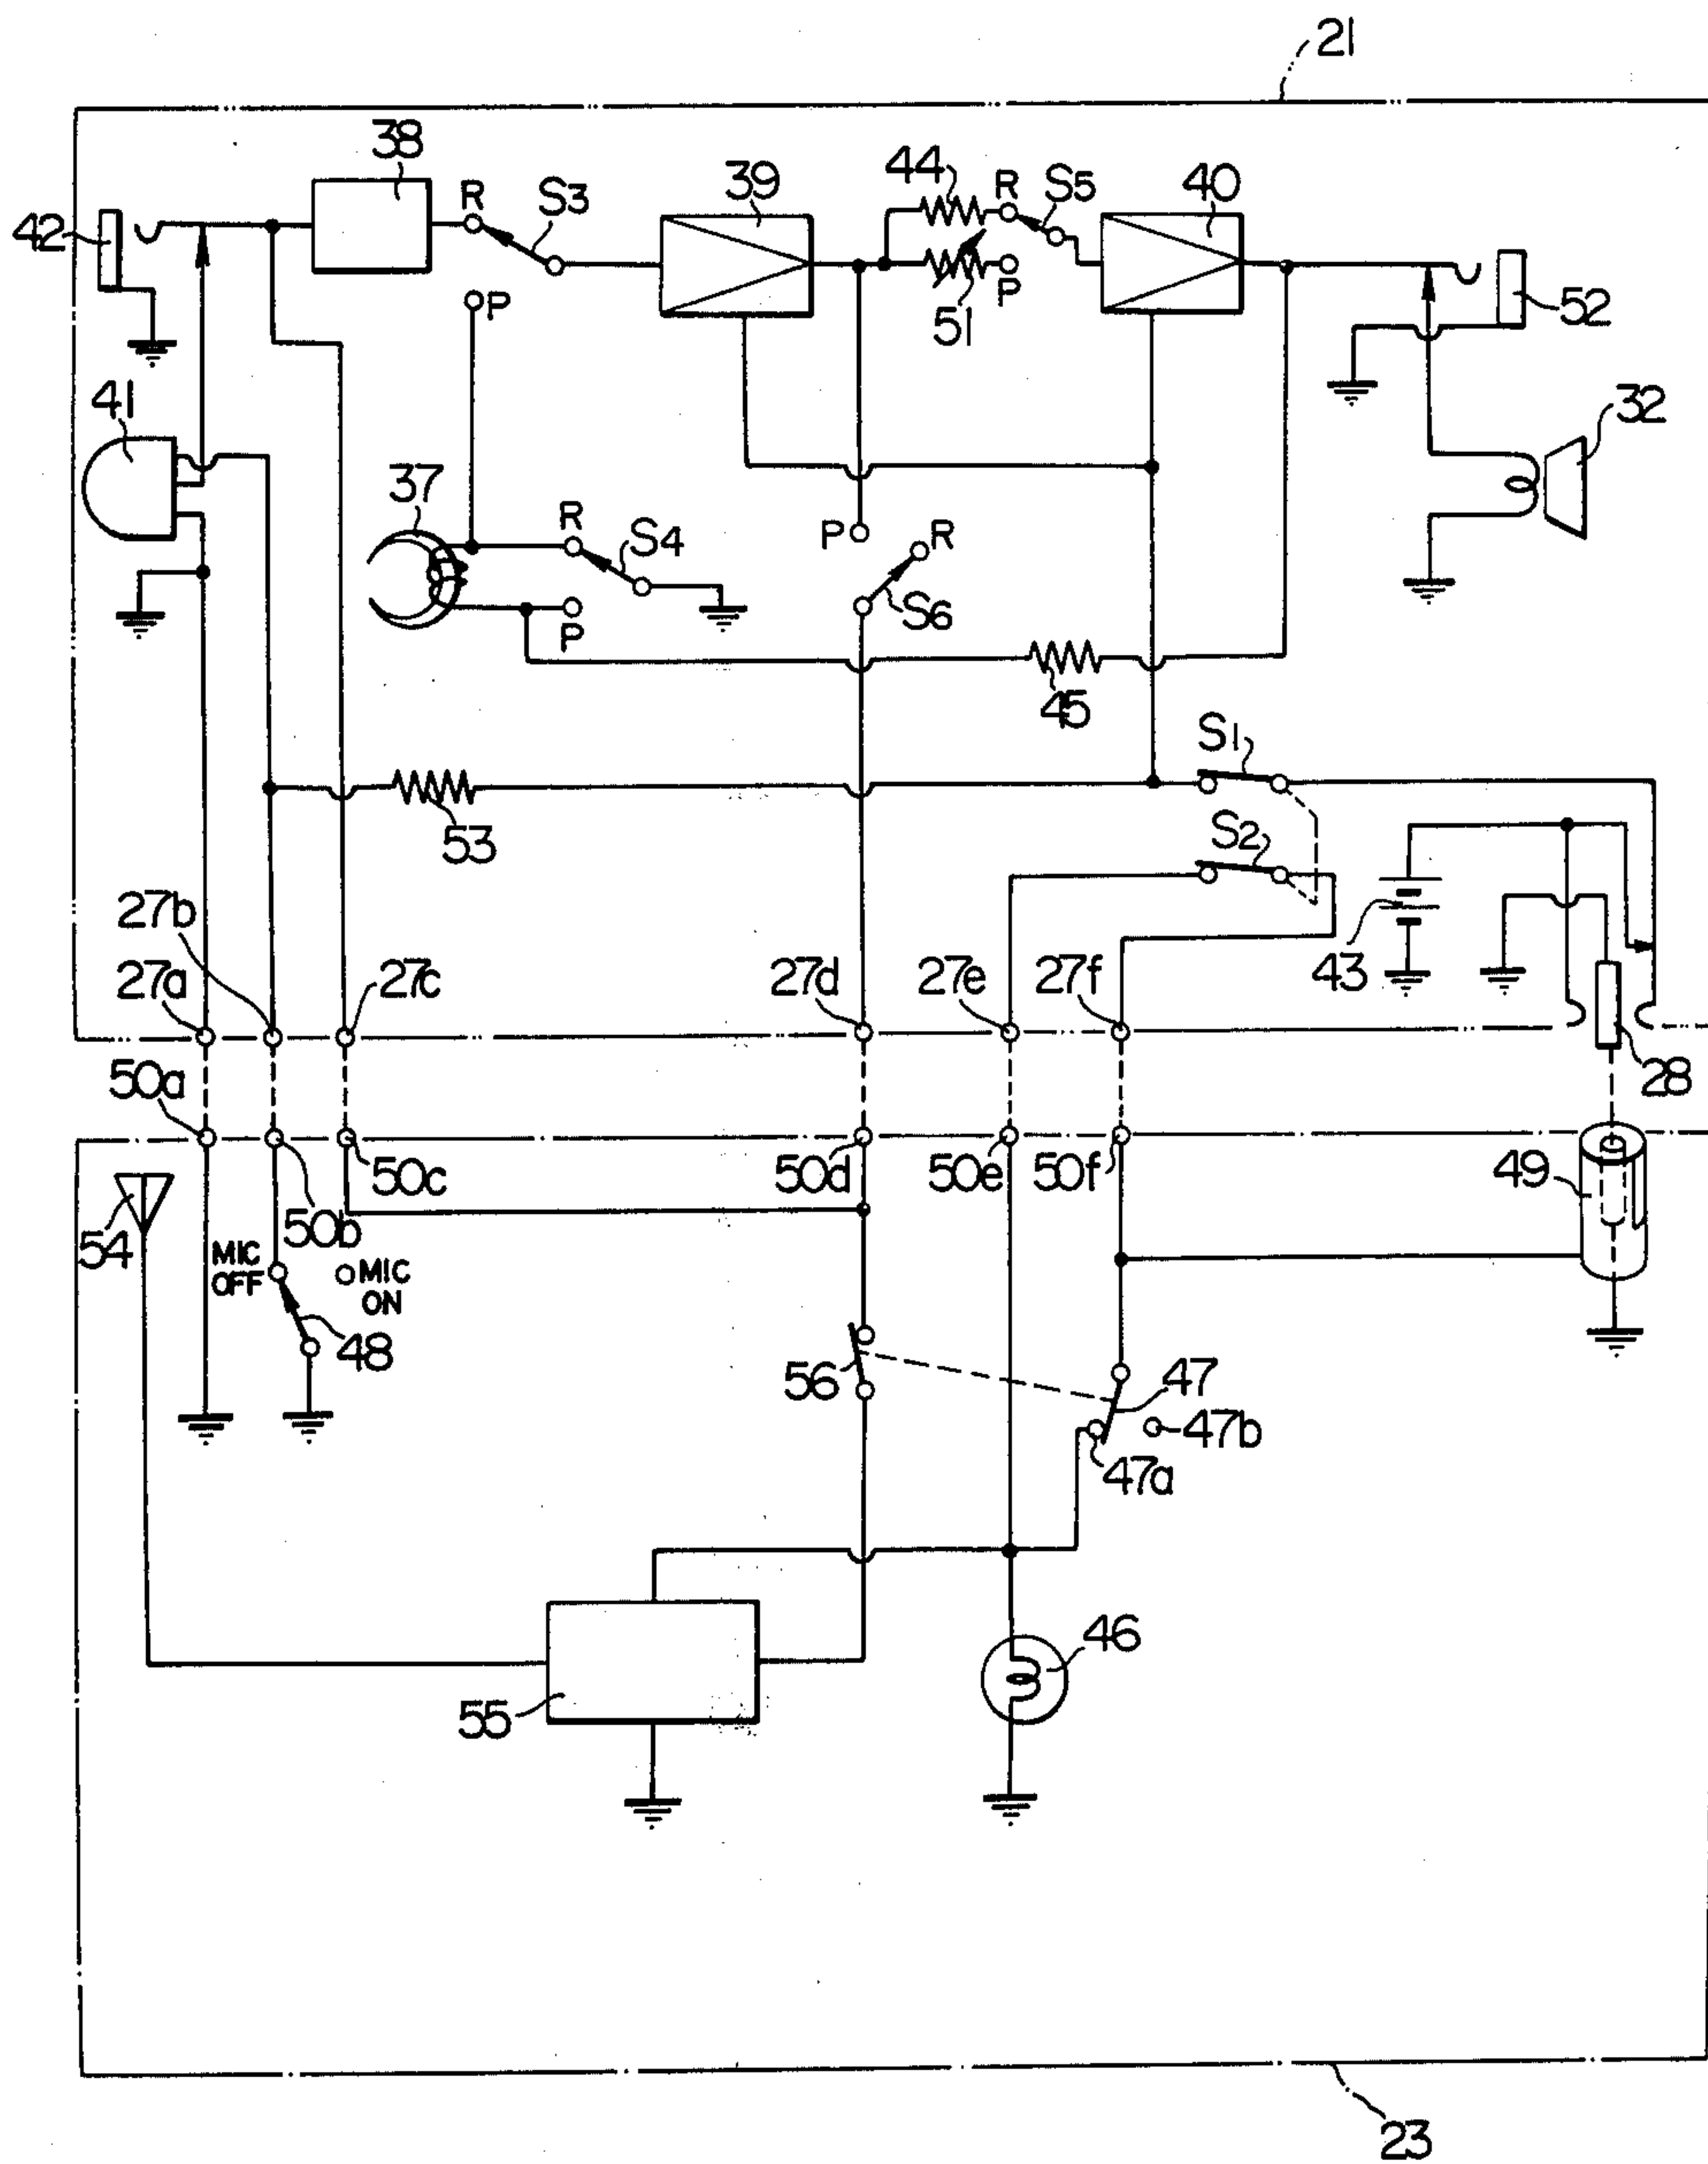 21
38
R
S3
39
44
R
S5
40
42
P
51
P
52
41
37
32
R
S4
P
R
P
S6
45
S1
53
S2
27b
27a
27c
27d
27e
27f
43
28
50a
50c
50d
50e
50f
49
54
50b
MIC
OFF
MIC
ON
48
56
47
47b
47a
46
55
23